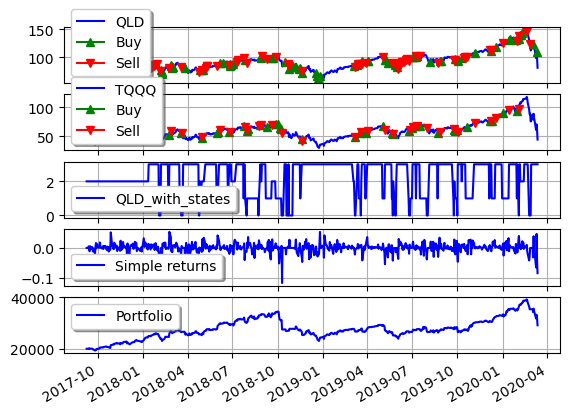 150
100
QLD
Buy
Sell
100
50
TQQQ
Buy
Sell
2
0
QLD_with_states
0.0
−0.1
Simple returns
40000
20000
Portfolio
2017-10 2018-01 2018-04 2018-07 2018-10 2019-01 2019-04 2019-07 2019-10 2020-01 2020-04